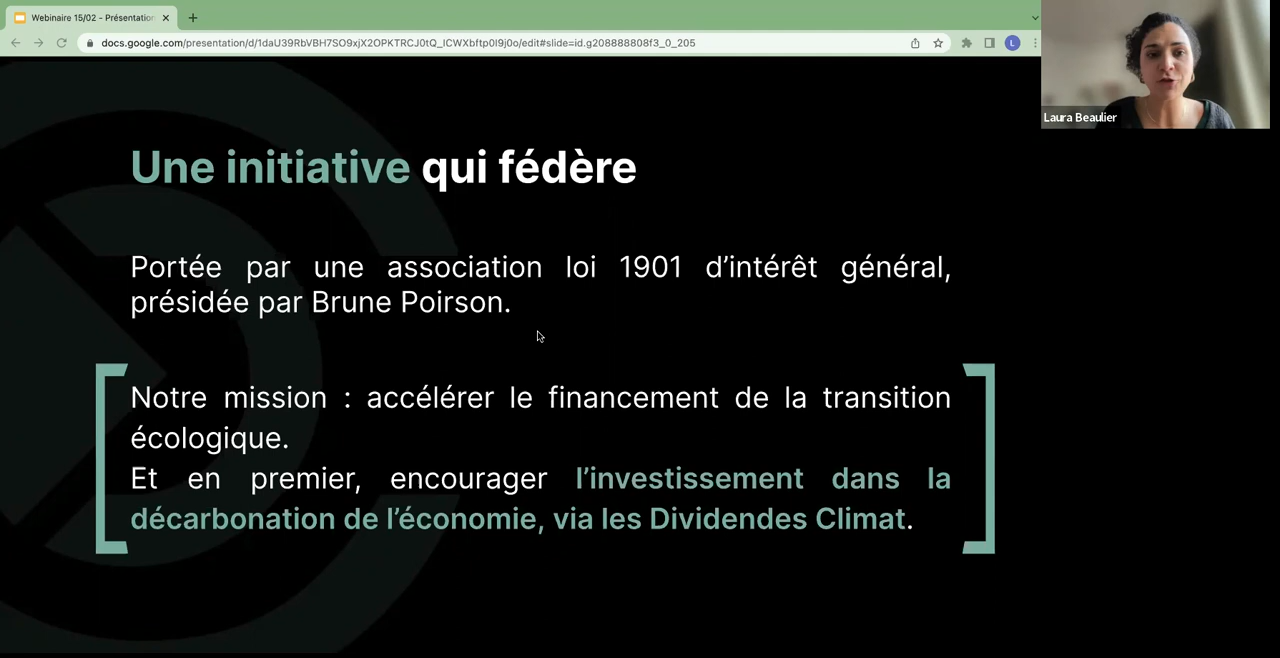 Webinaire 15/02 - Présentation
docs.google.com/presentation/d/1daU39RbVBH7SO9xjX2OPKTRCJ0tQ_ICWXbftp0I9j0o/edit#slide=id.g208888808f3_0_205
L
Laura Beaulier
Une initiative qui fédère
Portée par une association loi 1901 d’intérêt général,
présidée par Brune Poirson.
Notre mission : accélérer le financement de la transition
écologique.
Et en premier, encourager l’investissement dans la
décarbonation de l’économie, via les Dividendes Climat.